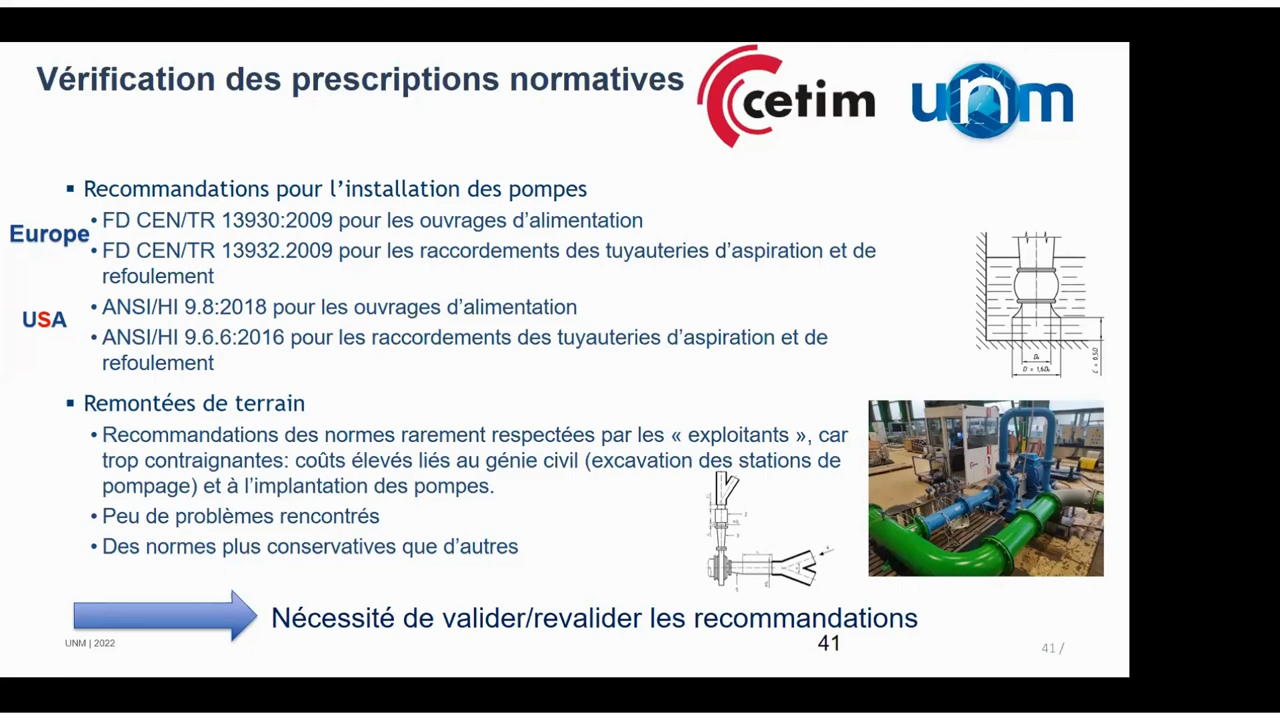 Vérification des prescriptions normatives
cetim
unm
▪ Recommandations pour l'installation des pompes
Europe
• FD CEN/TR 13930:2009 pour les ouvrages d'alimentation
• FD CEN/TR 13932.2009 pour les raccordements des tuyauteries d'aspiration et de
refoulement
USA
• ANSI/HI 9.8:2018 pour les ouvrages d'alimentation
• ANSI/HI 9.6.6:2016 pour les raccordements des tuyauteries d'aspiration et de
refoulement
D = 1,6D₀
C = 0,5D
▪ Remontées de terrain
• Recommandations des normes rarement respectées par les « exploitants », car
trop contraignantes: coûts élevés liés au génie civil (excavation des stations de
pompage) et à l'implantation des pompes.
• Peu de problèmes rencontrés
• Des normes plus conservatives que d'autres
Nécessité de valider/revalider les recommandations
UNM | 2022
41
41 /